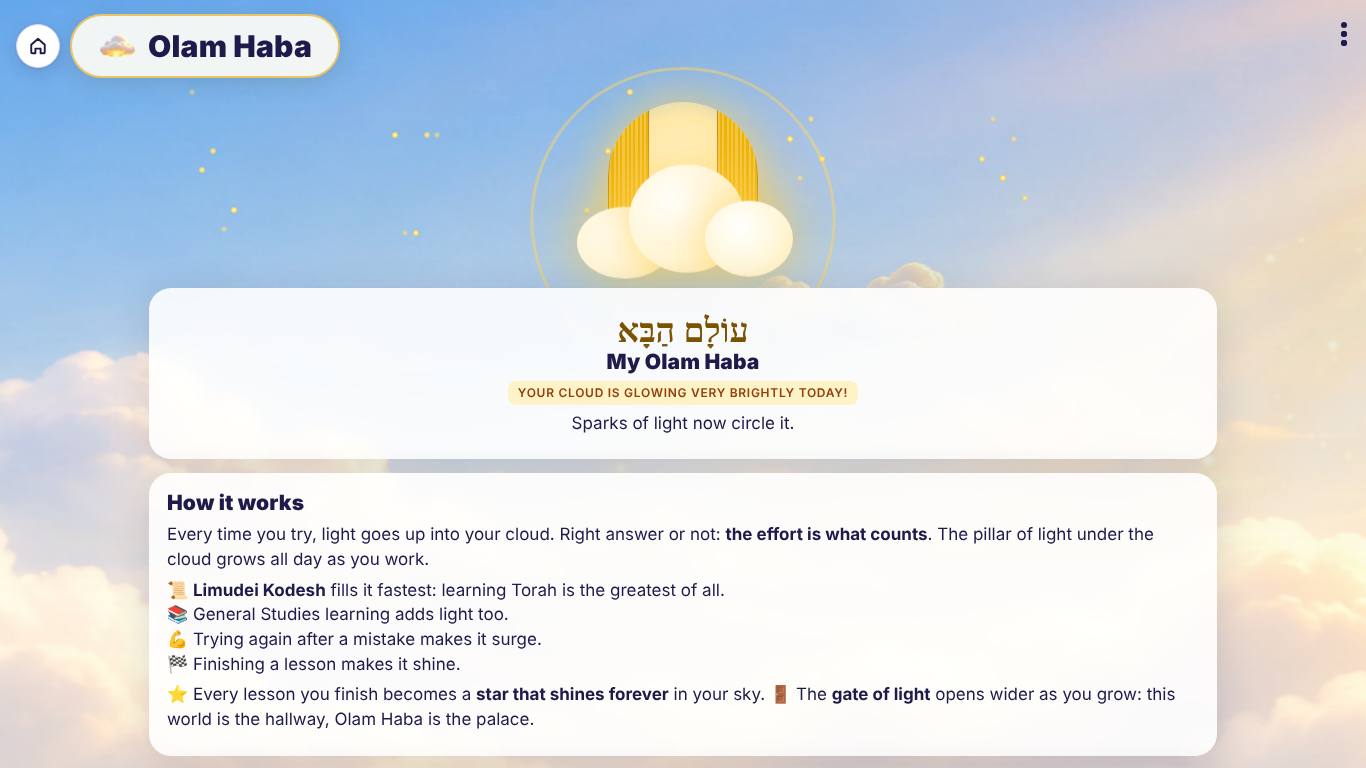 Olam Haba
עוֹלָם הַבָּא
My Olam Haba
YOUR CLOUD IS GLOWING VERY BRIGHTLY TODAY!
Sparks of light now circle it.
How it works
Every time you try, light goes up into your cloud. Right answer or not: the effort is what counts. The pillar of light under the
cloud grows all day as you work.
📜 Limudei Kodesh fills it fastest: learning Torah is the greatest of all.
📚 General Studies learning adds light too.
💪 Trying again after a mistake makes it surge.
🏁 Finishing a lesson makes it shine.
⭐ Every lesson you finish becomes a star that shines forever in your sky. 🚪 The gate of light opens wider as you grow: this
world is the hallway, Olam Haba is the palace.